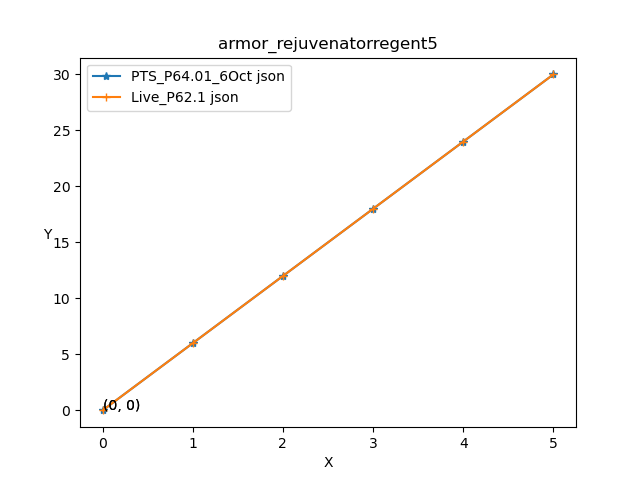 armor_rejuvenatorregent5
PTS_P64.01_6Oct json
Live_P62.1 json
30
25
20
15
10
5
0
Y
(0, 0)
0 1 2 3 4 5
X